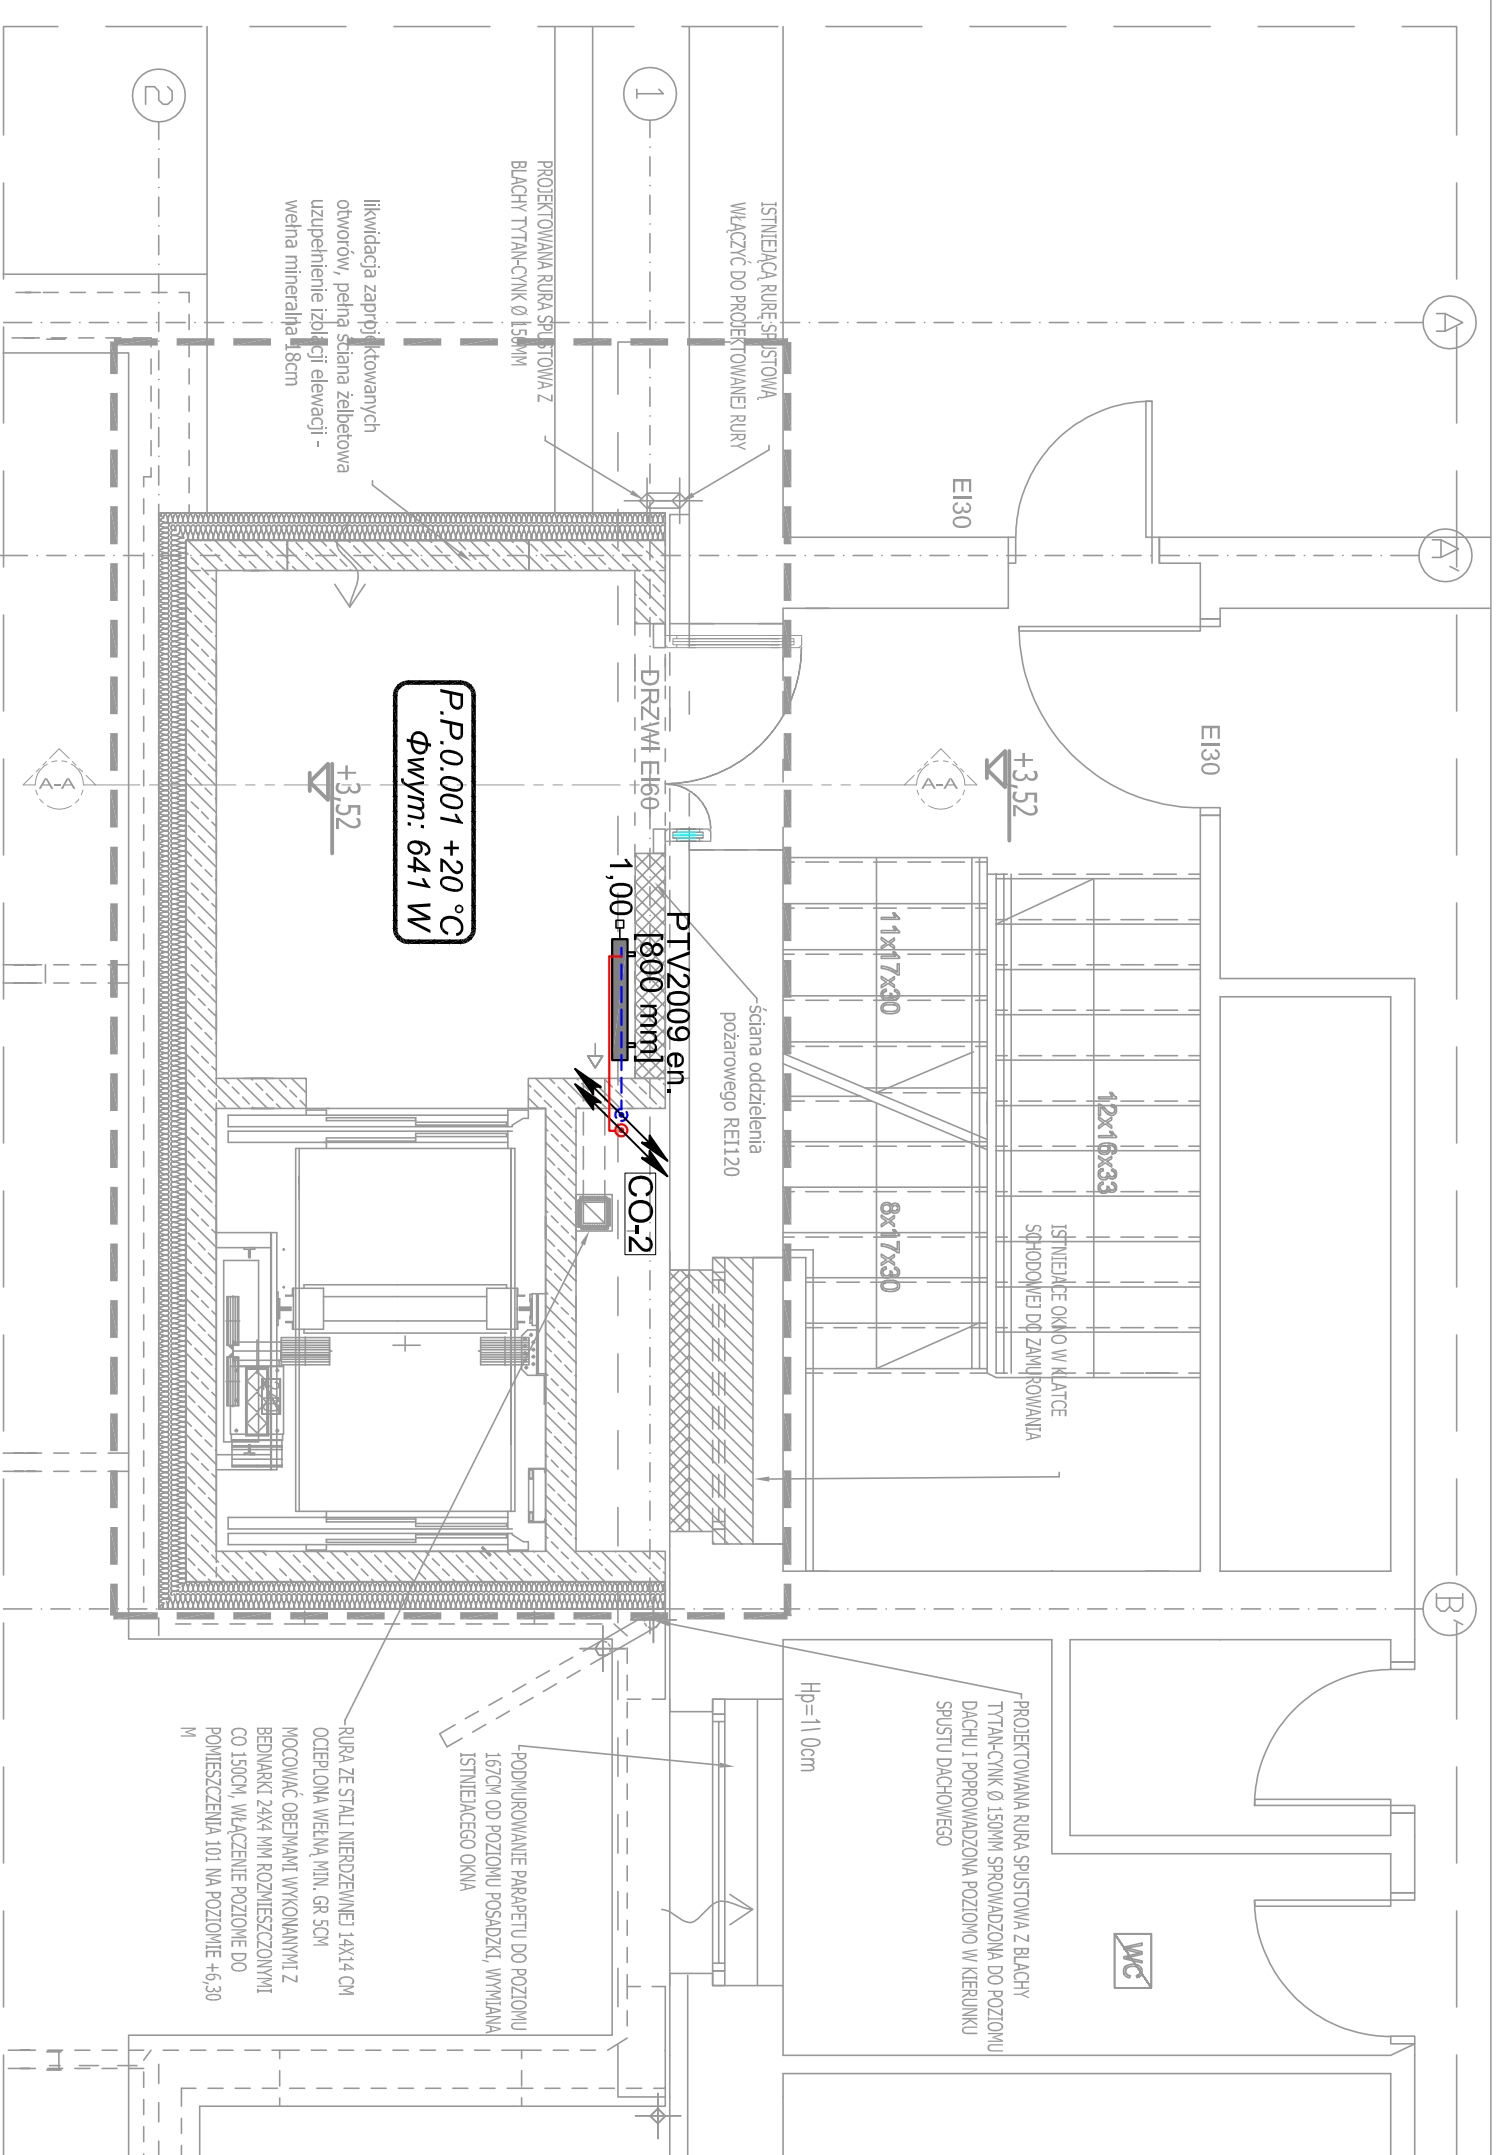 A
A'
B'
1
2
ISTNIEJĄCĄ RURĘ SPUSTOWĄ
WŁĄCZYĆ DO PROJEKTOWANEJ RURY
PROJEKTOWANA RURA SPUSTOWA Z
BLACHY TYTAN-CYNK Ø 150MM
likwidacja zaprojektowanych
otworów, pełna ściana żelbetowa
uzupełnienie izolacji elewacji -
wełna mineralna 18cm
EI30
EI30
DRZWI EI60
+3,52
+3,52
A-A
A-A
P.P.0.001 +20 °C
Φwym: 641 W
1,00
PTV2009 en.
[800 mm]
CO-2
ściana oddzielenia
pożarowego REI120
11x17x30
12x16x33
8x17x30
ISTNIEJACE OKNO W KLATCE
SCHODOWEJ DO ZAMUROWANIA
PROJEKTOWANA RURA SPUSTOWA Z BLACHY
TYTAN-CYNK Ø 150MM SPROWADZONA DO POZIOMU
DACHU I POPROWADZONA POZIOMO W KIERUNKU
SPUSTU DACHOWEGO
Hp=110cm
PODMUROWANIE PARAPETU DO POZIOMU
167CM OD POZIOMU POSADZKI, WYMIANA
ISTNIEJACEGO OKNA
RURA ZE STALI NIERDZEWNEJ 14X14 CM
OCIEPLONA WEŁNĄ MIN. GR 5CM
MOCOWAĆ OBEJMAMI WYKONANYMI Z
BEDNARKI 24X4 MM ROZMIESZCZONYMI
CO 150CM, WŁĄCZENIE POZIOME DO
POMIESZCZENIA 101 NA POZIOMIE +6,30
M
WC